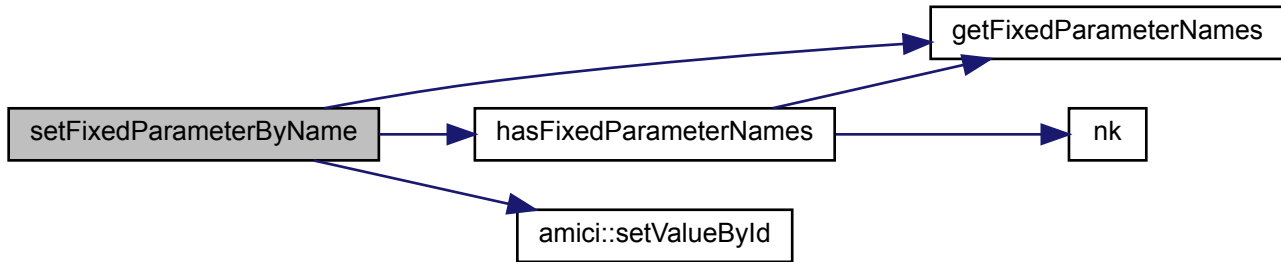 getFixedParameterNames
setFixedParameterByName
hasFixedParameterNames
nk
amici::setValueById